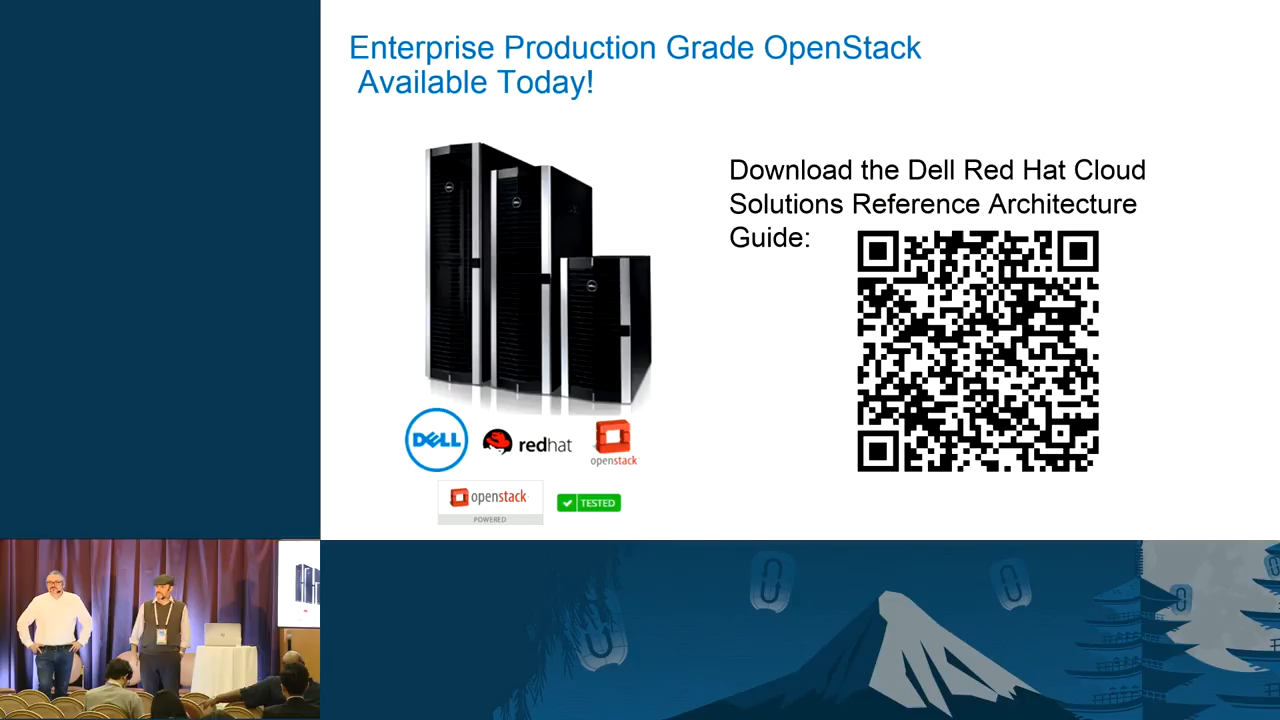 Enterprise Production Grade OpenStack
Available Today!
Download the Dell Red Hat Cloud
Solutions Reference Architecture
Guide:
DELL
redhat
openstack
openstack
POWERED
TESTED